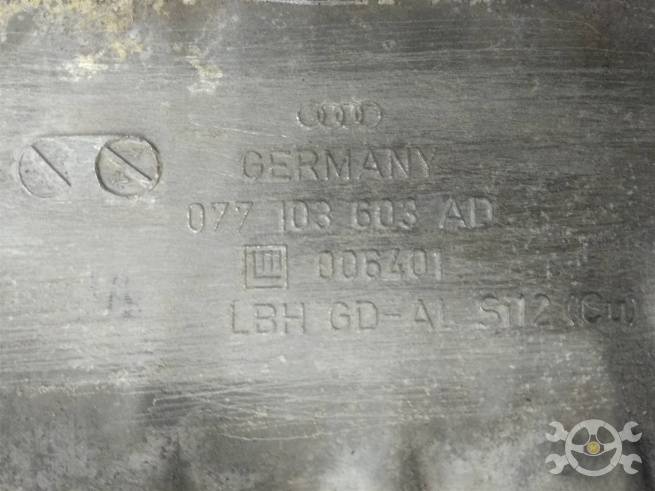 GERMANY
077 103 603 AD
006401
LBH GD-AL Si12(Cu)